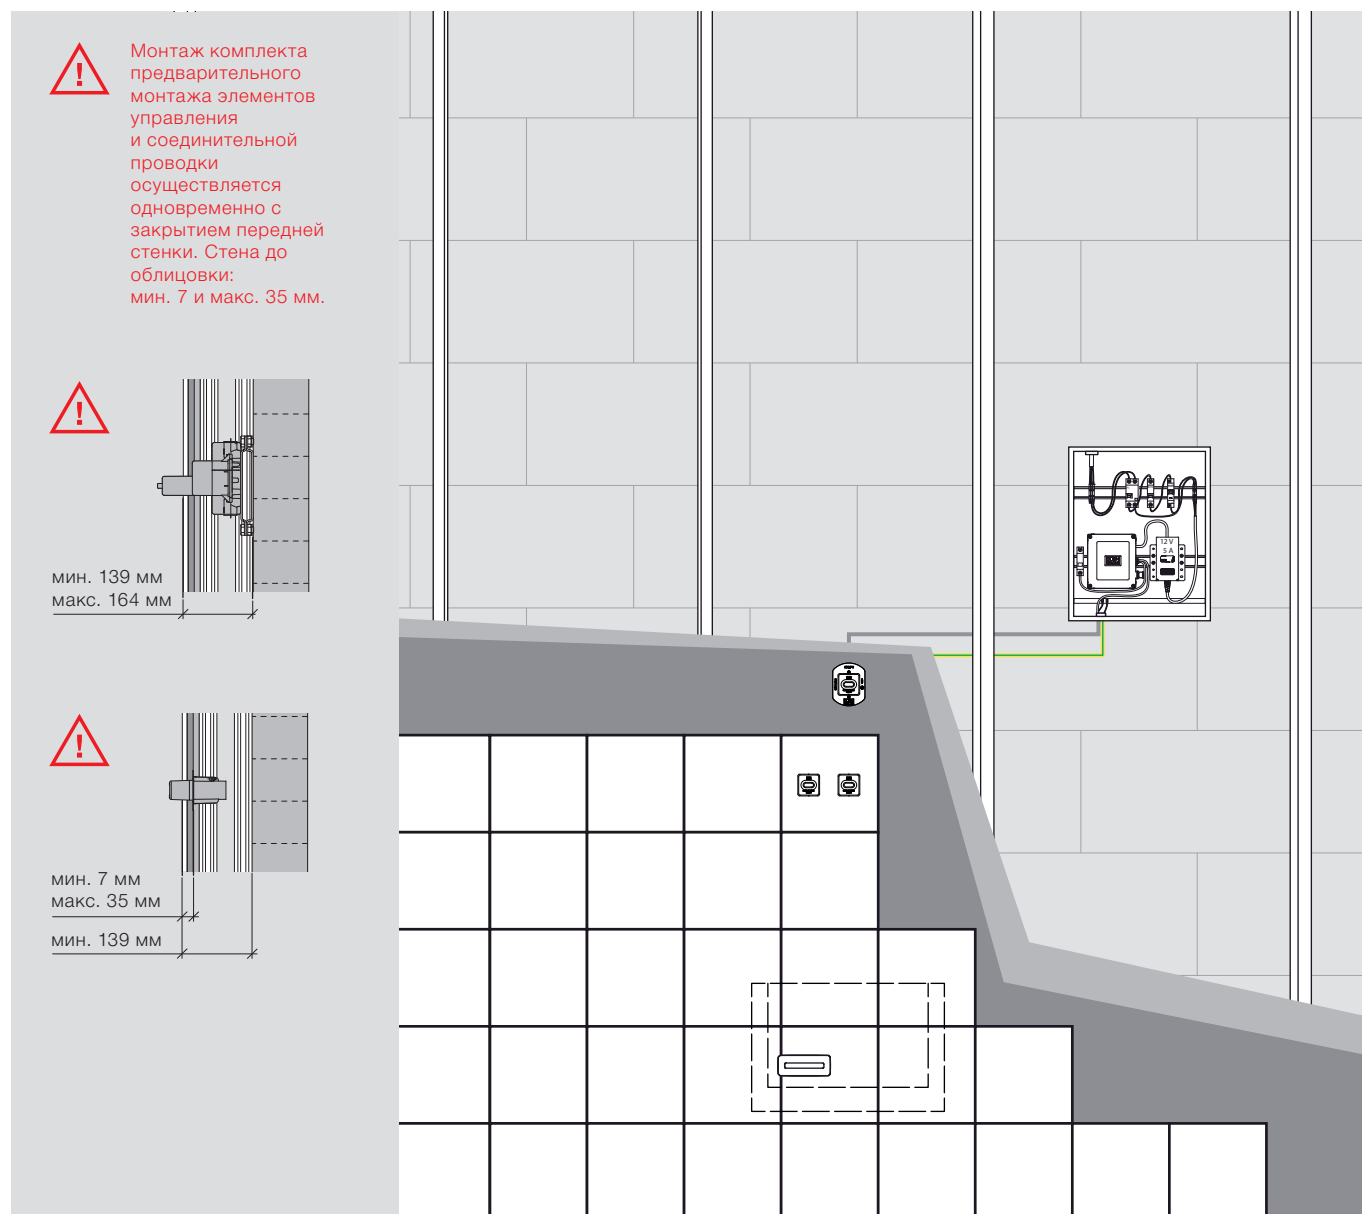 Монтаж комплекта
предварительного
монтажа элементов
управления
и соединительной
проводки
осуществляется
одновременно с
закрытием передней
стенки. Стена до
облицовки:
мин. 7 и макс. 35 мм.
мин. 139 мм
макс. 164 мм
мин. 7 мм
макс. 35 мм
мин. 139 мм
12 V
5 A